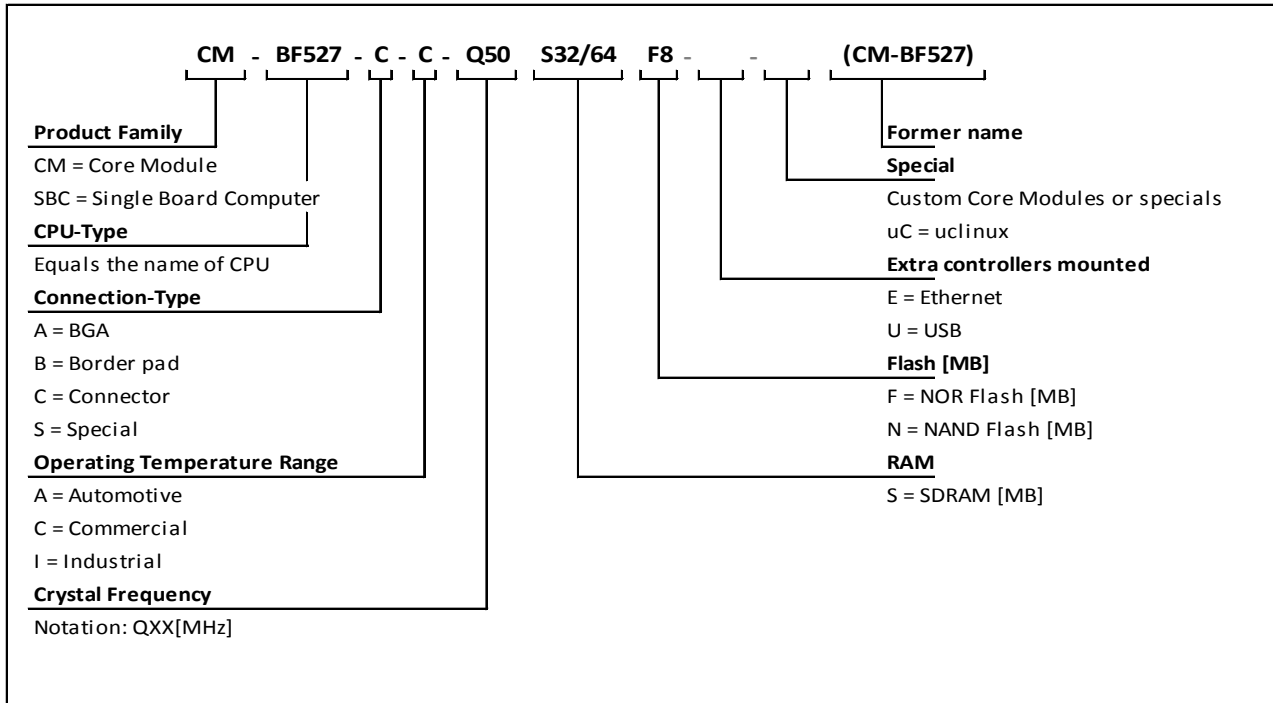 CM - BF527 - C - C - Q50 S32/64 F8 - - (CM-BF527)
Product Family
CM = Core Module
SBC = Single Board Computer
CPU-Type
Equals the name of CPU
Connection-Type
A = BGA
B = Border pad
C = Connector
S = Special
Operating Temperature Range
A = Automotive
C = Commercial
I = Industrial
Crystal Frequency
Notation: QXX[MHz]
Former name
Special
Custom Core Modules or specials
uC = uclinux
Extra controllers mounted
E = Ethernet
U = USB
Flash [MB]
F = NOR Flash [MB]
N = NAND Flash [MB]
RAM
S = SDRAM [MB]